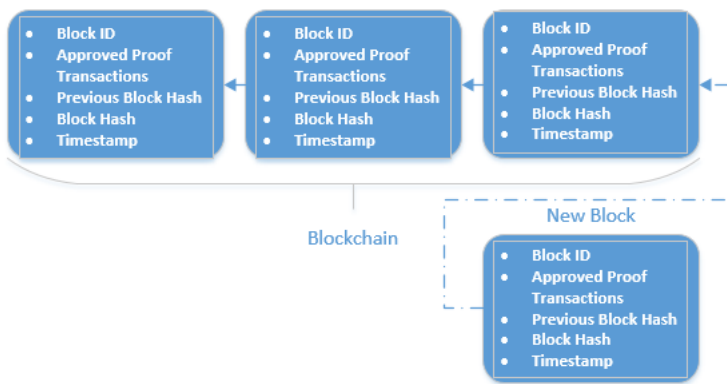 • Block ID
• Approved Proof
Transactions
• Previous Block Hash
• Block Hash
• Timestamp
• Block ID
• Approved Proof
Transactions
• Previous Block Hash
• Block Hash
• Timestamp
• Block ID
• Approved Proof
Transactions
• Previous Block Hash
• Block Hash
• Timestamp
Blockchain
New Block
• Block ID
• Approved Proof
Transactions
• Previous Block Hash
• Block Hash
• Timestamp